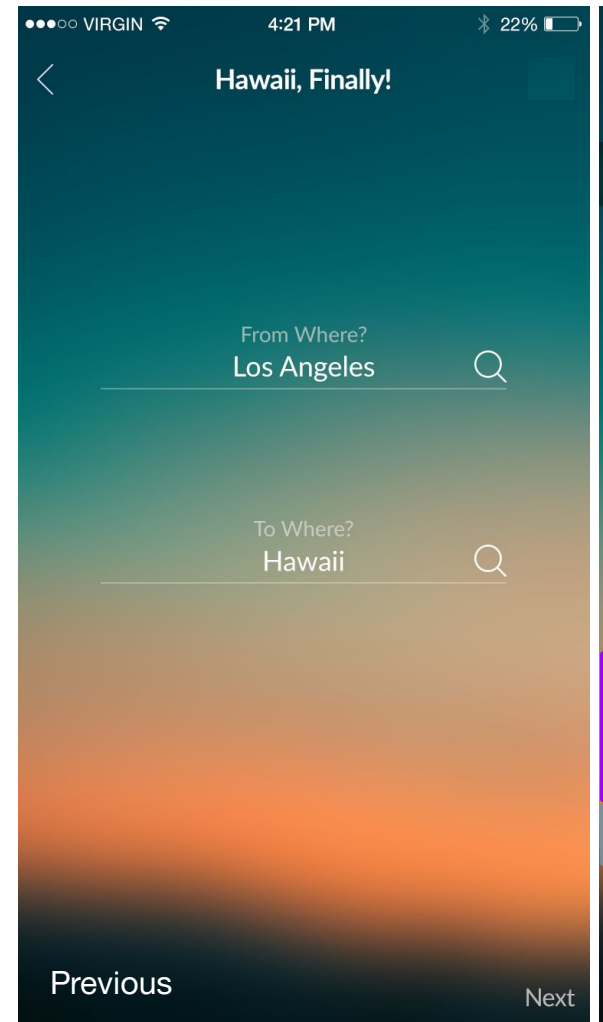 VIRGIN 4:21 PM 22%
Hawaii, Finally!
From Where?
Los Angeles
To Where?
Hawaii
Previous
Next